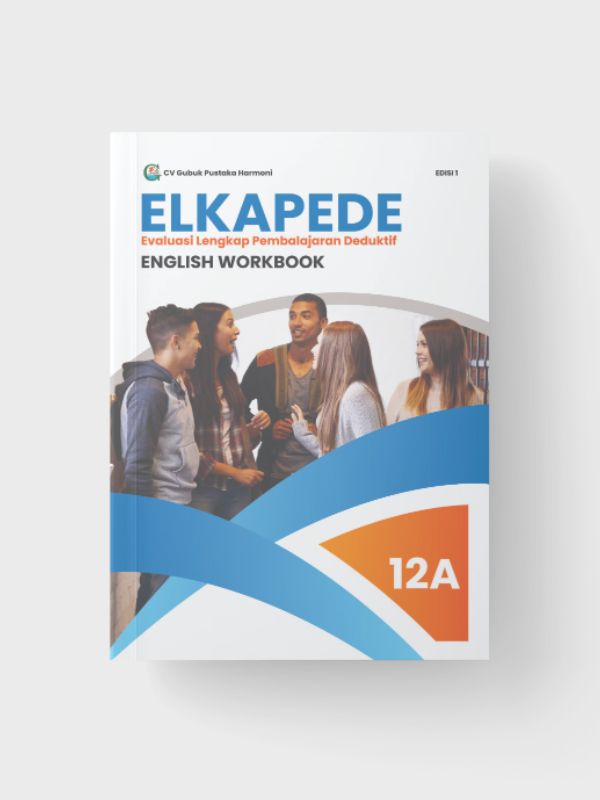 CV Gubuk Pustaka Harmoni
EDISI 1
ELKAPEDE
Evaluasi Lengkap Pembalajaran Deduktif
ENGLISH WORKBOOK
12A